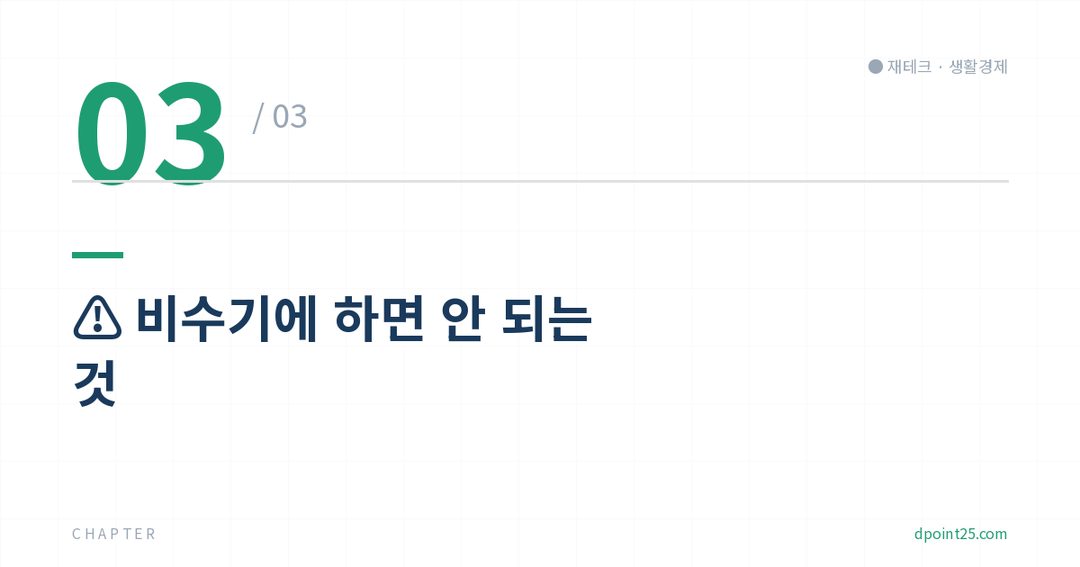 03 / 03
● 재테크 · 생활경제
⚠ 비수기에 하면 안 되는
것
CHAPTER
dpoint25.com